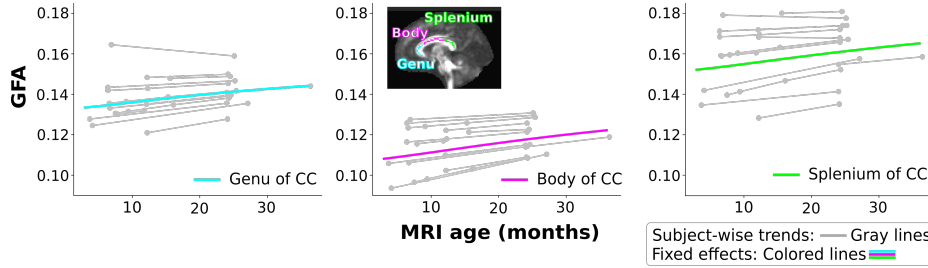 GFA
0.18
0.16
0.14
0.12
0.10
10
20
30
Genu of CC
Splenium
Body
Genu
0.18
0.16
0.14
0.12
0.10
10
20
30
Body of CC
MRI age (months)
0.18
0.16
0.14
0.12
0.10
10
20
30
Splenium of CC
Subject-wise trends: Gray lines
Fixed effects: Colored lines